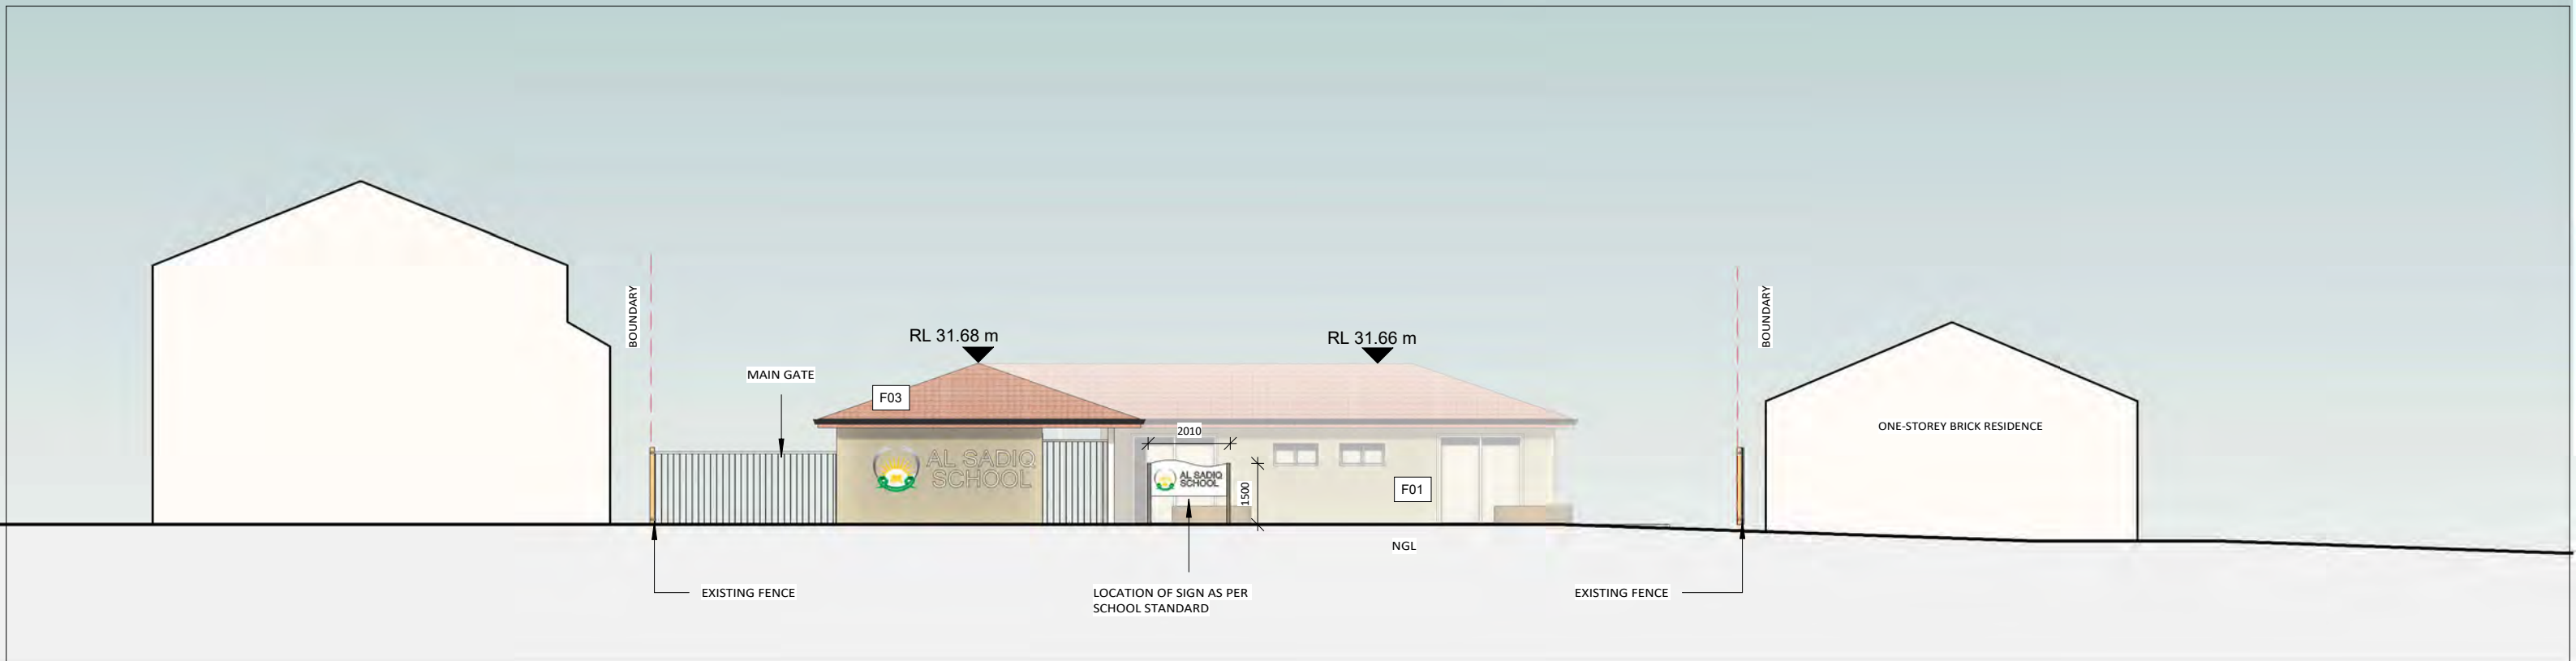 BOUNDARY
BOUNDARY
RL 31.68 m
RL 31.66 m
MAIN GATE
F03
2010
ONE-STOREY BRICK RESIDENCE
AL SADIQ
SCHOOL
AL SADIQ
SCHOOL
1500
F01
NGL
EXISTING FENCE
LOCATION OF SIGN AS PER
SCHOOL STANDARD
EXISTING FENCE